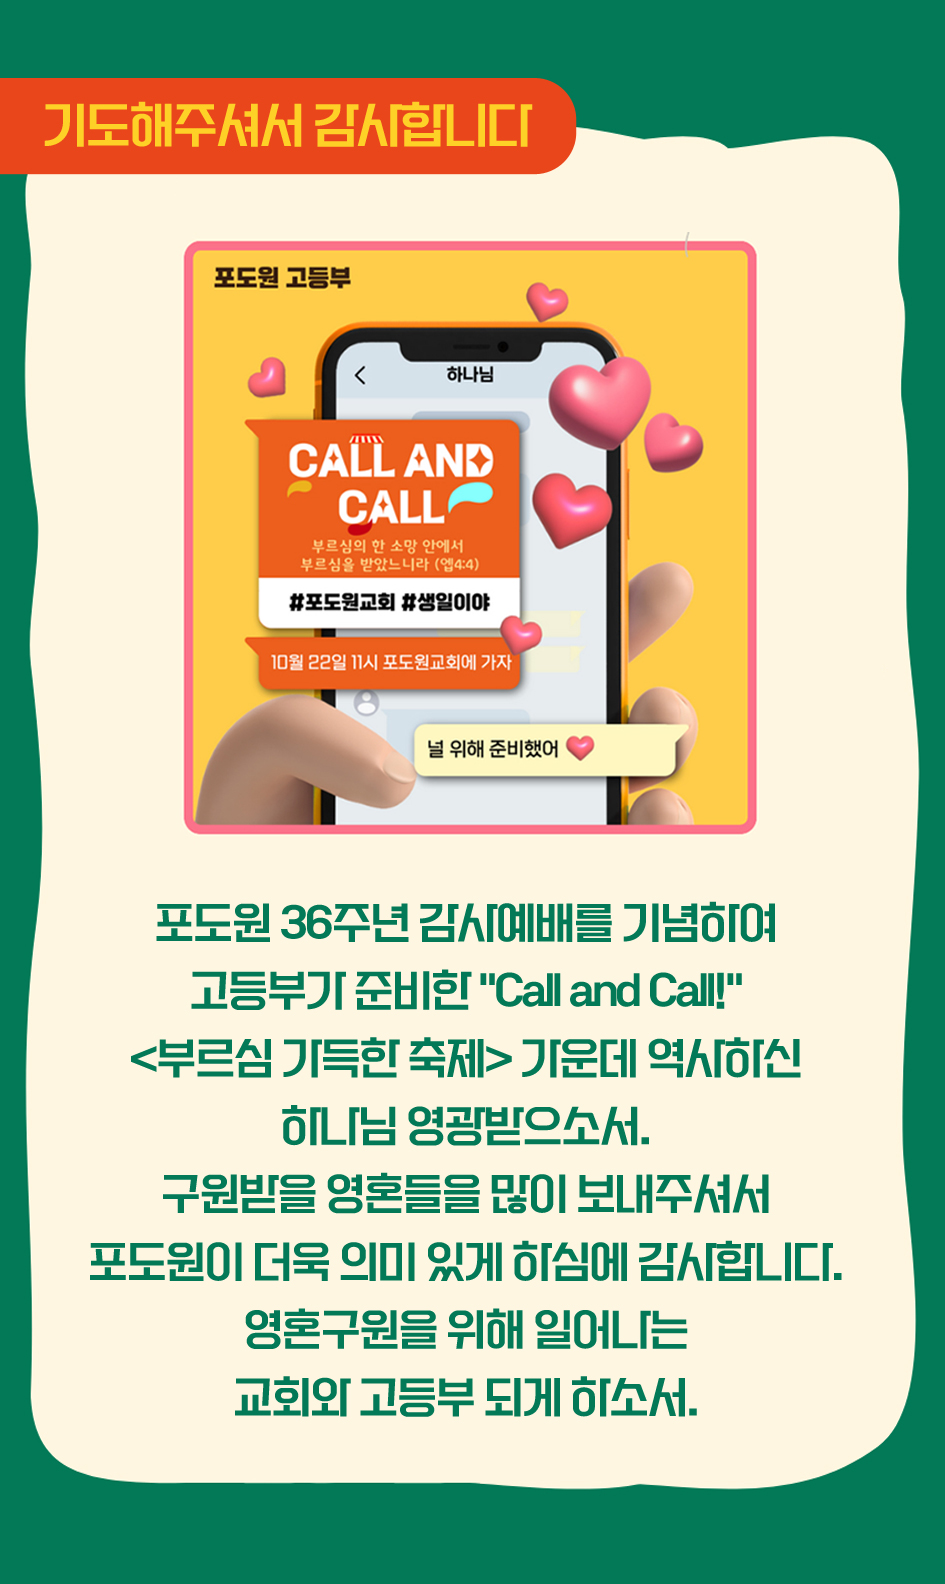 기도해주셔서 감사합니다
포도원 고등부
하나님
CALL AND
CALL
부르심의 한 소망 안에서
부르심을 받았느니라 (엡4:4)
#포도원교회 #생일이야
10월 22일 11시 포도원교회에 가자
널 위해 준비했어
포도원 36주년 감사예배를 기념하여
고등부가 준비한 "Call and Call!"
<부르심 가득한 축제> 가운데 역사하신
하나님 영광받으소서.
구원받을 영혼들을 많이 보내주셔서
포도원이 더욱 의미 있게 하심에 감사합니다.
영혼구원을 위해 일어나는
교회와 고등부 되게 하소서.